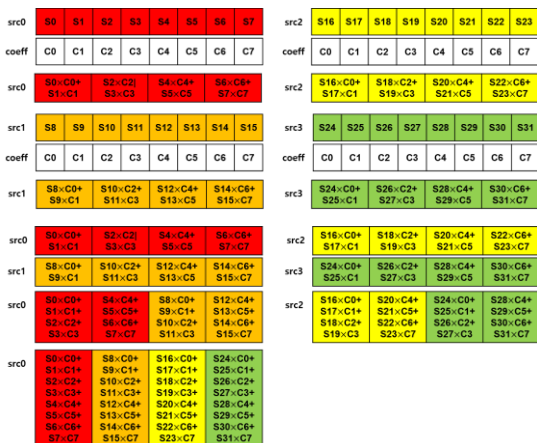 src0 S0 S1 S2 S3 S4 S5 S6 S7
coeff C0 C1 C2 C3 C4 C5 C6 C7
src0 S0×C0+ S2×C2| S4×C4+ S6×C6+
S1×C1 S3×C3 S5×C5 S7×C7
src1 S8 S9 S10 S11 S12 S13 S14 S15
coeff C0 C1 C2 C3 C4 C5 C6 C7
src1 S8×C0+ S10×C2+ S12×C4+ S14×C6+
S9×C1 S11×C3 S13×C5 S15×C7
src0 S0×C0+ S2×C2| S4×C4+ S6×C6+
S1×C1 S3×C3 S5×C5 S7×C7
src1 S8×C0+ S10×C2+ S12×C4+ S14×C6+
S9×C1 S11×C3 S13×C5 S15×C7
src0 S0×C0+ S4×C4+ S8×C0+ S12×C4+
S1×C1+ S5×C5+ S9×C1+ S13×C5+
S2×C2+ S6×C6+ S10×C2+ S14×C6+
S3×C3 S7×C7 S11×C3 S15×C7
src2 S16 S17 S18 S19 S20 S21 S22 S23
coeff C0 C1 C2 C3 C4 C5 C6 C7
src2 S16×C0+ S18×C2+ S20×C4+ S22×C6+
S17×C1 S19×C3 S21×C5 S23×C7
src3 S24 S25 S26 S27 S28 S29 S30 S31
coeff C0 C1 C2 C3 C4 C5 C6 C7
src3 S24×C0+ S26×C2+ S28×C4+ S30×C6+
S25×C1 S27×C3 S29×C5 S31×C7
src2 S16×C0+ S18×C2+ S20×C4+ S22×C6+
S17×C1 S19×C3 S21×C5 S23×C7
src3 S24×C0+ S26×C2+ S28×C4+ S30×C6+
S25×C1 S27×C3 S29×C5 S31×C7
src2 S16×C0+ S20×C4+ S24×C0+ S28×C4+
S17×C1+ S21×C5+ S25×C1+ S29×C5+
S18×C2+ S22×C6+ S26×C2+ S30×C6+
S19×C3 S23×C7 S27×C3 S31×C7
src0 S0×C0+ S8×C0+ S16×C0+ S24×C0+
S1×C1+ S9×C1+ S17×C1+ S25×C1+
S2×C2+ S10×C2+ S18×C2+ S26×C2+
S3×C3+ S11×C3+ S19×C3+ S27×C3+
S4×C4+ S12×C4+ S20×C4+ S28×C4+
S5×C5+ S13×C5+ S21×C5+ S29×C5+
S6×C6+ S14×C6+ S22×C6+ S30×C6+
S7×C7 S15×C7 S23×C7 S31×C7